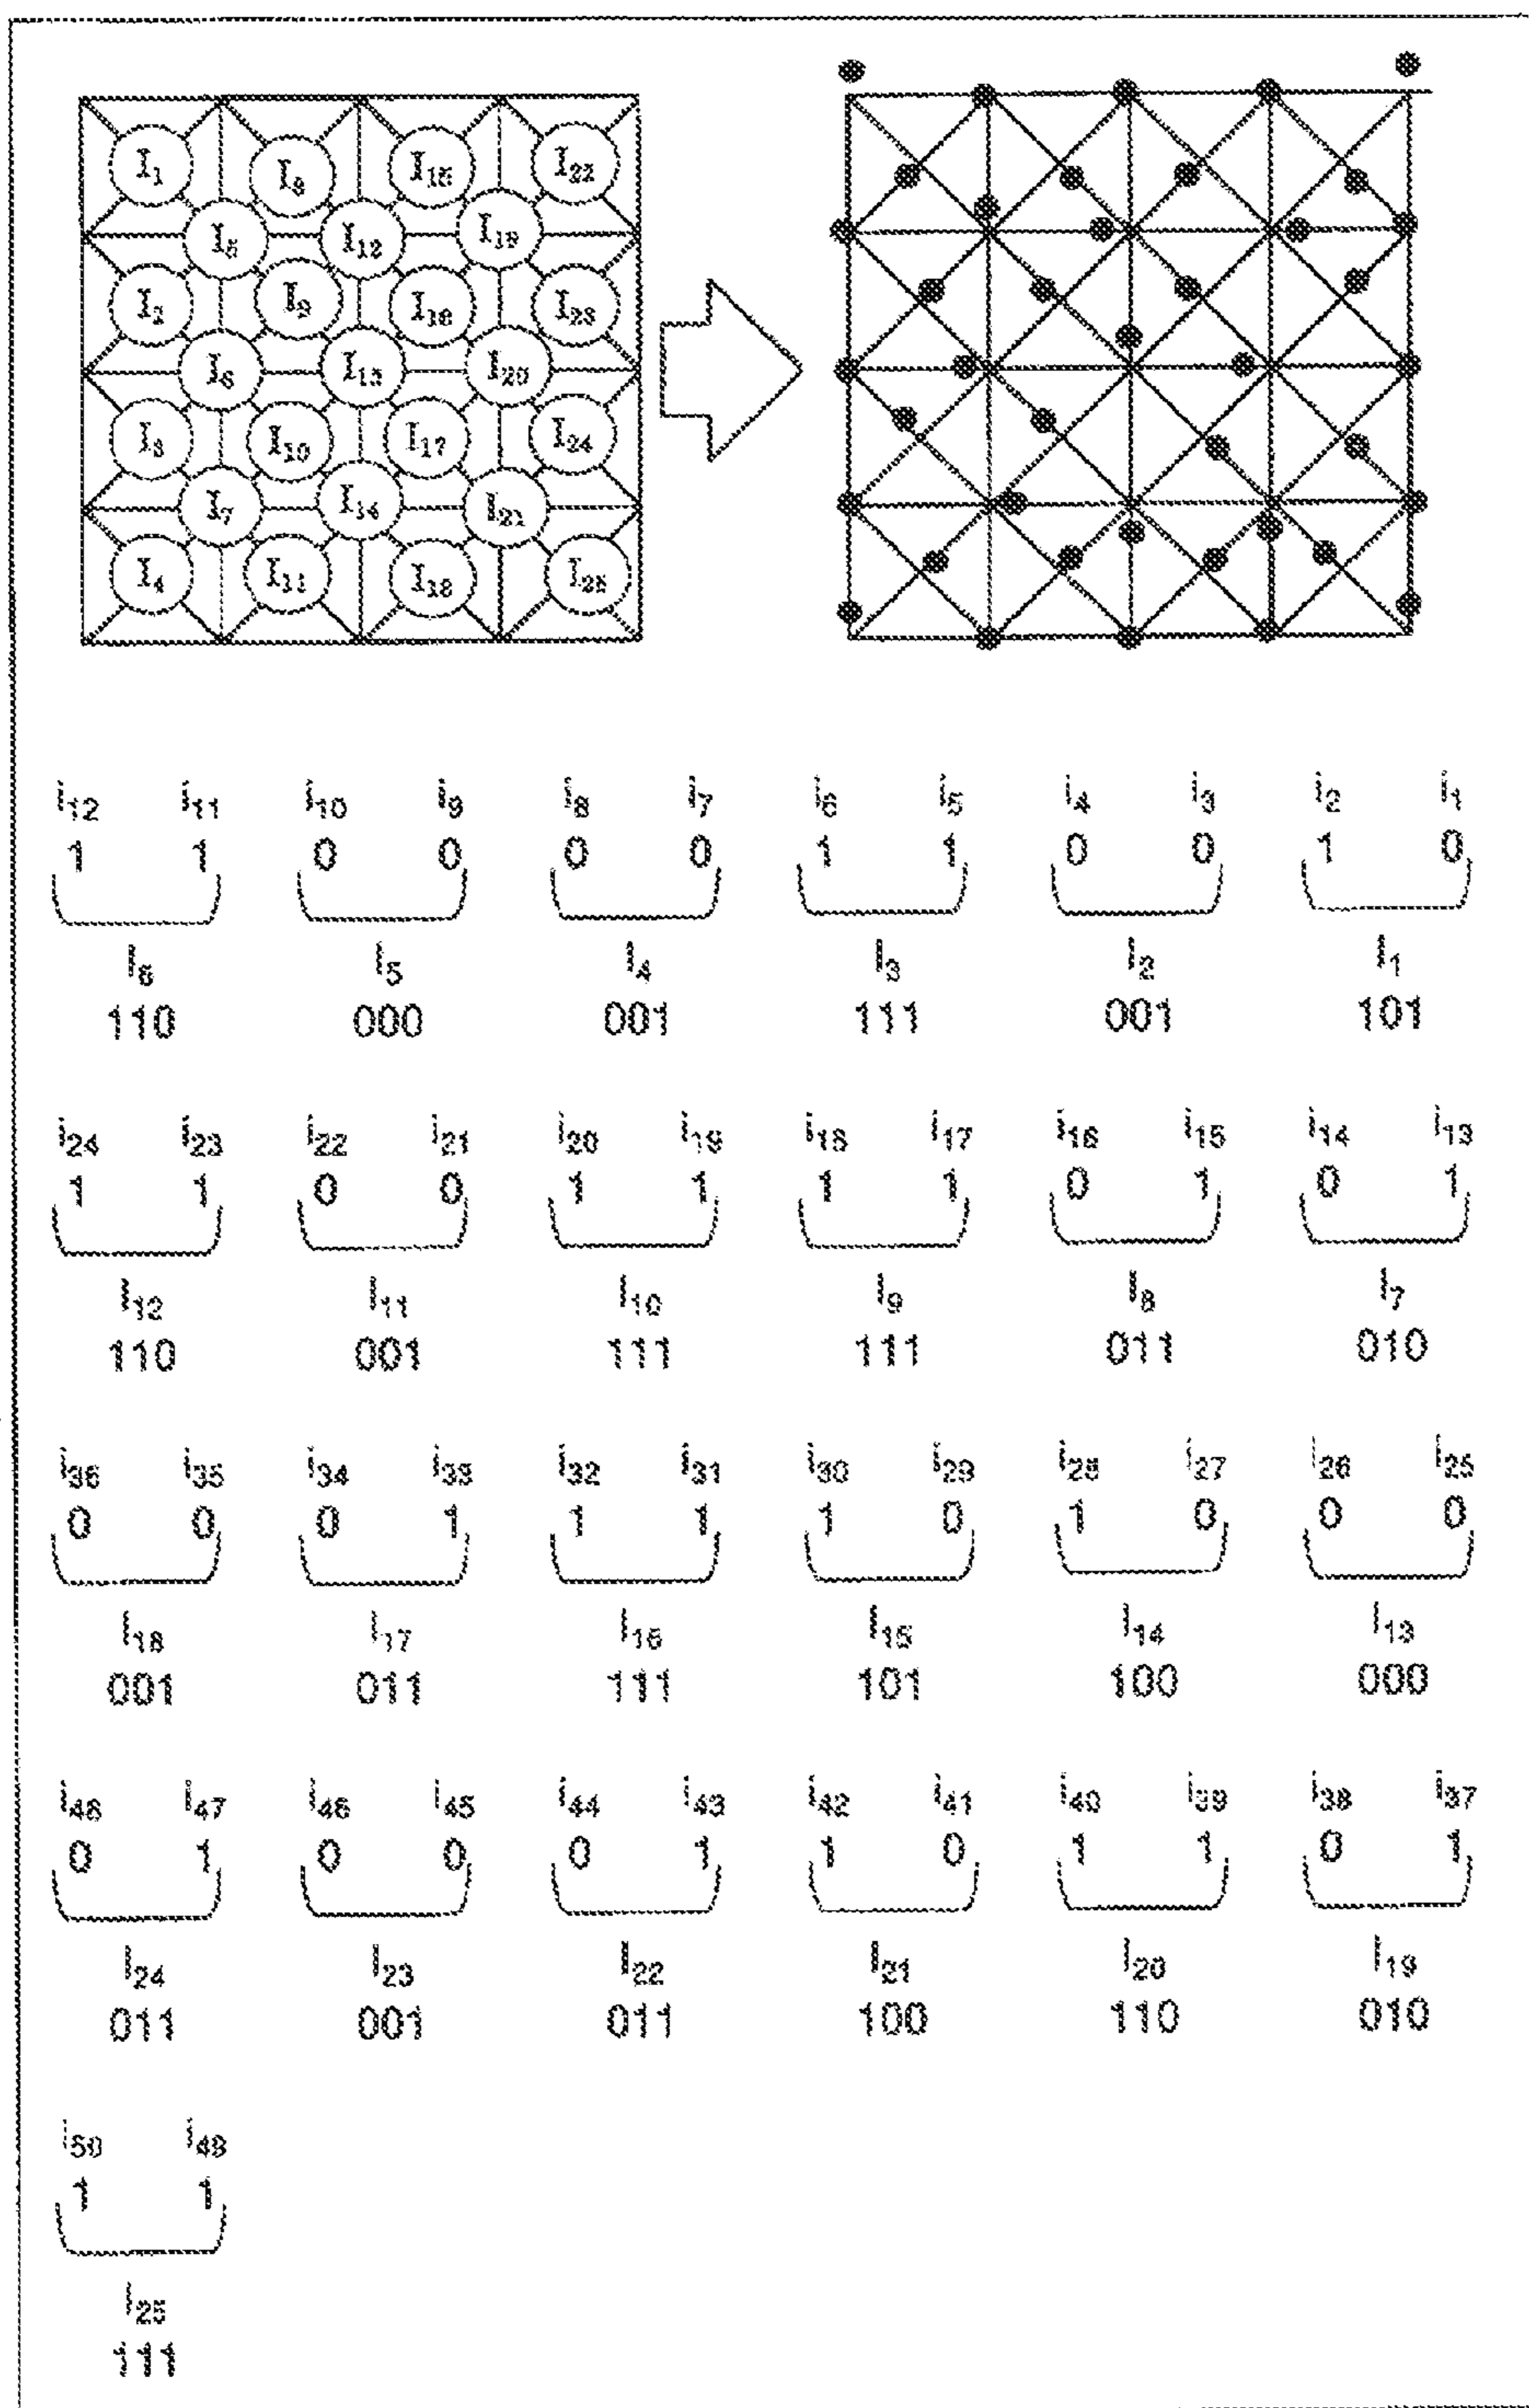 I₁ I₈ I₁₅ I₂₂
I₅ I₁₂ I₁₉
I₂ I₉ I₁₆ I₂₃
I₆ I₁₃ I₂₀
I₃ I₁₀ I₁₇ I₂₄
I₇ I₁₄ I₂₁
I₄ I₁₁ I₁₈ I₂₅
i₁₂ i₁₁ i₁₀ i₉ i₈ i₇ i₆ i₅ i₄ i₃ i₂ i₁
1 1 0 0 0 0 1 1 0 0 1 0
I₆ I₅ I₄ I₃ I₂ I₁
110 000 001 111 001 101
i₂₄ i₂₃ i₂₂ i₂₁ i₂₀ i₁₉ i₁₈ i₁₇ i₁₆ i₁₅ i₁₄ i₁₃
1 1 0 0 1 1 1 1 0 1 0 1
I₁₂ I₁₁ I₁₀ I₉ I₈ I₇
110 001 111 111 011 010
i₃₆ i₃₅ i₃₄ i₃₃ i₃₂ i₃₁ i₃₀ i₂₉ i₂₈ i₂₇ i₂₆ i₂₅
0 0 0 1 1 1 1 0 1 0 0 0
I₁₈ I₁₇ I₁₆ I₁₅ I₁₄ I₁₃
001 011 111 101 100 000
i₄₈ i₄₇ i₄₆ i₄₅ i₄₄ i₄₃ i₄₂ i₄₁ i₄₀ i₃₉ i₃₈ i₃₇
0 1 0 0 0 1 1 0 1 1 0 1
I₂₄ I₂₃ I₂₂ I₂₁ I₂₀ I₁₉
011 001 011 100 110 010
i₅₀ i₄₉
1 1
I₂₅
111